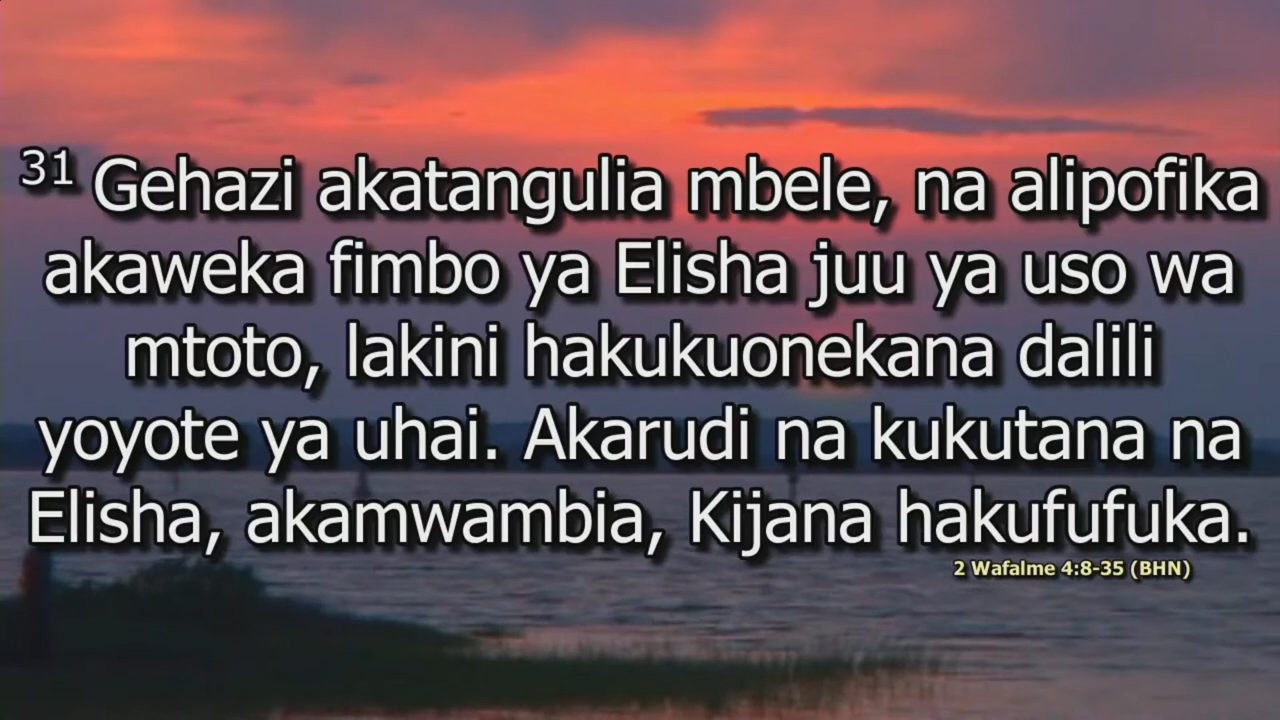 31 Gehazi akatangulia mbele, na alipofika
akaweka fimbo ya Elisha juu ya uso wa
mtoto, lakini hakukuonekana dalili
yoyote ya uhai. Akarudi na kukutana na
Elisha, akamwambia, Kijana hakufufuka.
2 Wafalme 4:8-35 (BHN)